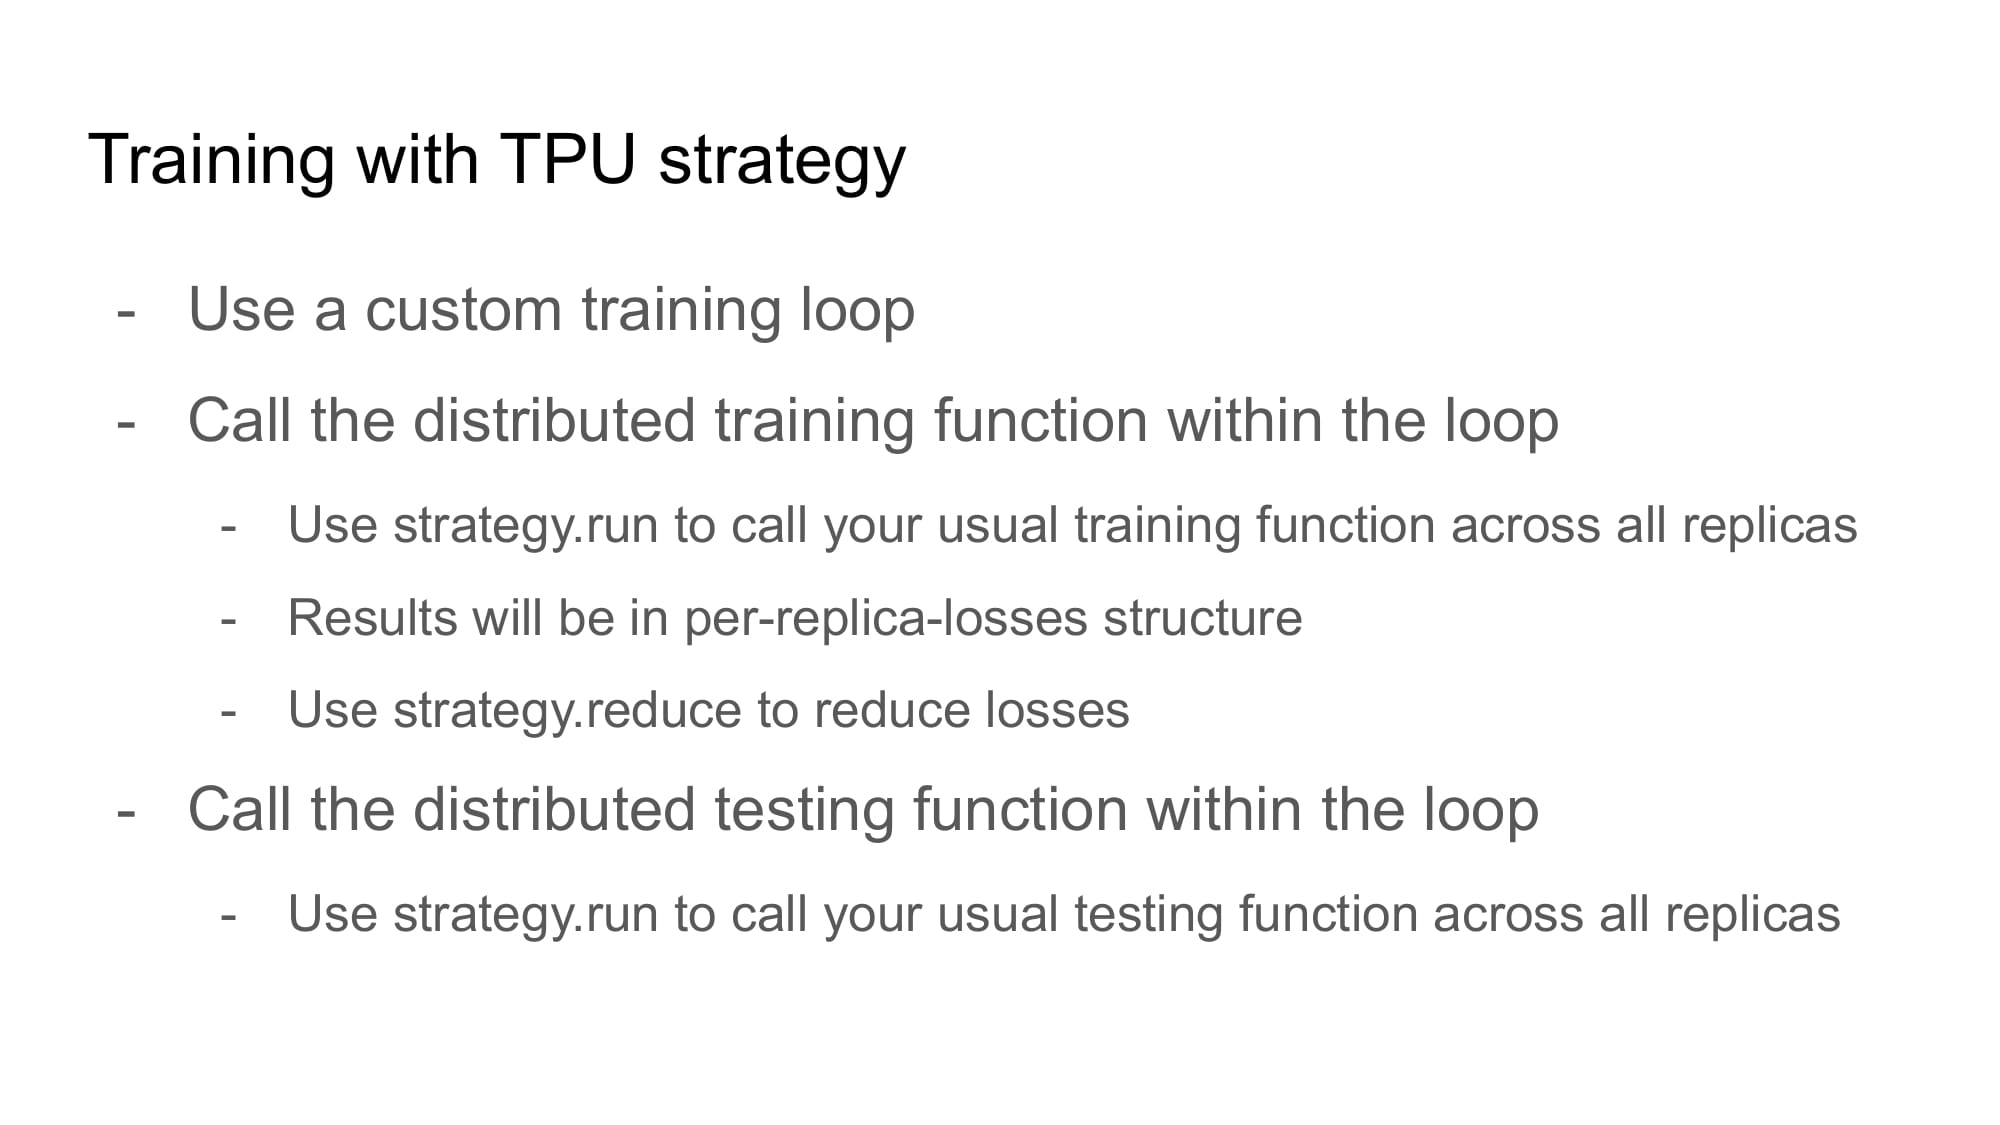 Training with TPU strategy
- Use a custom training loop
- Call the distributed training function within the loop
- Use strategy.run to call your usual training function across all replicas
- Results will be in per-replica-losses structure
- Use strategy.reduce to reduce losses
- Call the distributed testing function within the loop
- Use strategy.run to call your usual testing function across all replicas